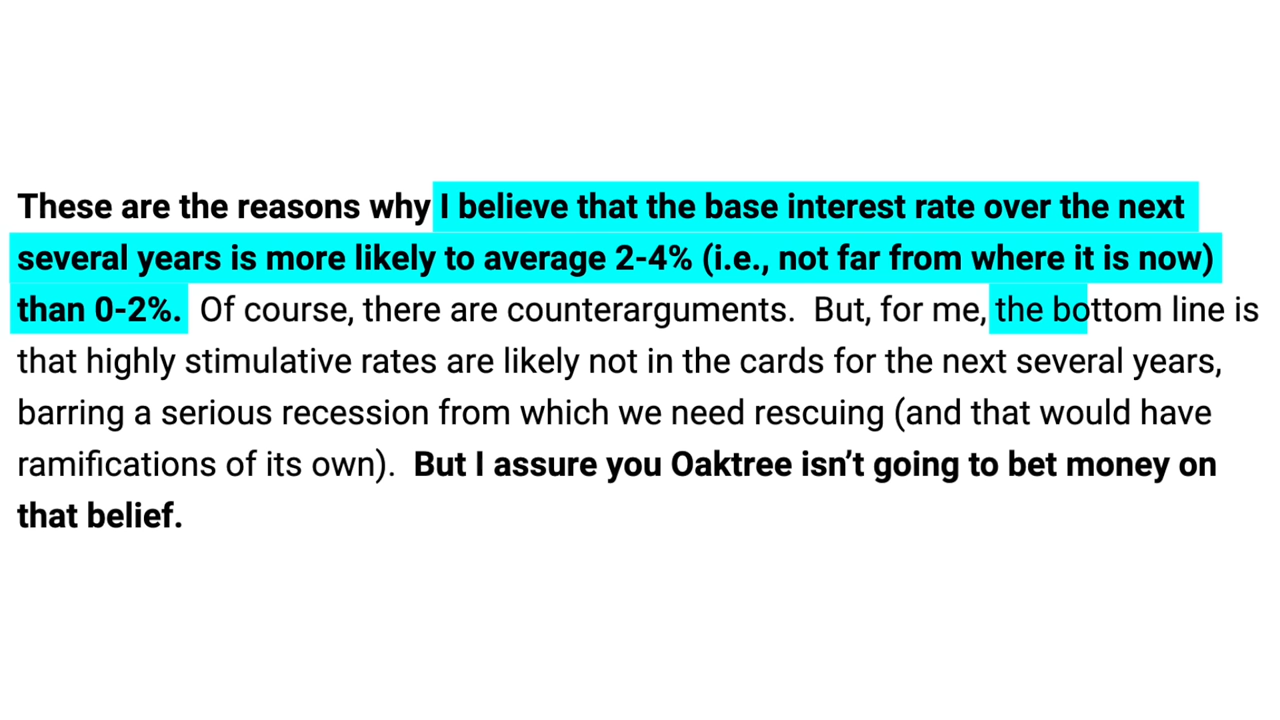 These are the reasons why I believe that the base interest rate over the next
several years is more likely to average 2-4% (i.e., not far from where it is now)
than 0-2%.  Of course, there are counterarguments.  But, for me, the bottom line is
that highly stimulative rates are likely not in the cards for the next several years,
barring a serious recession from which we need rescuing (and that would have
ramifications of its own).  But I assure you Oaktree isn’t going to bet money on
that belief.